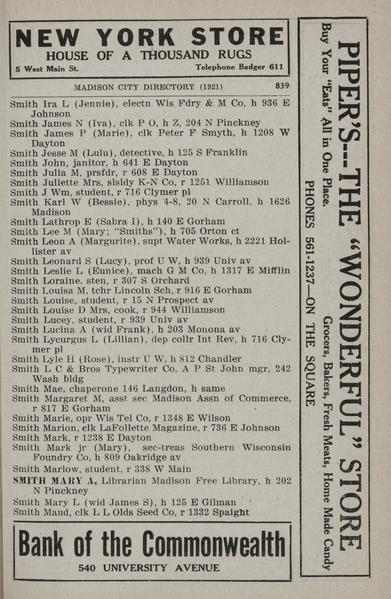 NEW YORK STORE
HOUSE OF A THOUSAND RUGS
5 West Main St. Telephone Badger 611
MADISON CITY DIRECTORY (1921) 839
Smith Ira L (Jennie), electn Wis Fdry & M Co, h 936 E
Johnson
Smith James N (Iva), clk P O, h Z, 204 N Pinckney
Smith James P (Marie), clk Peter F Smyth, h 1208 W
Dayton
Smith Jesse M (Lulu), detective, h 125 S Franklin
Smith John, janitor, h 641 E Dayton
Smith Julia M, prsfdr, r 608 E Dayton
Smith Juliette Mrs, slsldy K-N Co, r 1251 Williamson
Smith J Wm, student, r 716 Clymer pl
Smith Karl W (Bessie), phys 4-8, 20 N Carroll, h 1626
Madison
Smith Lathrop E (Sabra I), h 140 E Gorham
Smith Lee M (Mary; "Smiths"), h 705 Orton ct
Smith Leon A (Margurite), supt Water Works, h 2221 Hol-
lister av
Smith Leonard S (Lucy), prof U W, h 939 Univ av
Smith Leslie L (Eunice), mach G M Co, h 1317 E Mifflin
Smith Loraine. sten, r 307 S Orchard
Smith Louisa M, tchr Lincoln Sch, r 916 E Gorham
Smith Louise, student, r 15 N Prospect av
Smith Louise D Mrs, cook, r 944 Williamson
Smith Lucey, student, r 939 Univ av
Smith Lucina A (wid Frank), h 203 Monona av
Smith Lycurgus L (Lillian), dep collr Int Rev, h 716 Cly-
mer pl
Smith Lyle H (Rose), instr U W, h 812 Chandler
Smith L C & Bros Typewriter Co, A P St John mgr, 242
Wash bldg
Smith Mae, chaperone 146 Langdon, h same
Smith Margaret M, asst sec Madison Assn of Commerce,
r 817 E Gorham
Smith Marie, opr Wis Tel Co, r 1348 E Wilson
Smith Marion, clk LaFollette Magazine, r 736 E Johnson
Smith Mark, r 1238 E Dayton
Smith Mark jr (Mary), sec-treas Southern Wisconsin
Foundry Co, h 809 Oakridge av
Smith Marlow, student, r 338 W Main
SMITH MARY A, Librarian Madison Free Library, h 202
N Pinckney
Smith Mary L (wid James S), h 125 E Gilman
Smith Maud, clk L L Olds Seed Co, r 1332 Spaight
Bank of the Commonwealth
540 UNIVERSITY AVENUE
PIPER'S---THE "WONDERFUL" STORE
Buy Your "Eats" All in One Place. Grocers, Bakers, Fresh Meats, Home Made Candy
PHONES 561-1237—ON THE SQUARE